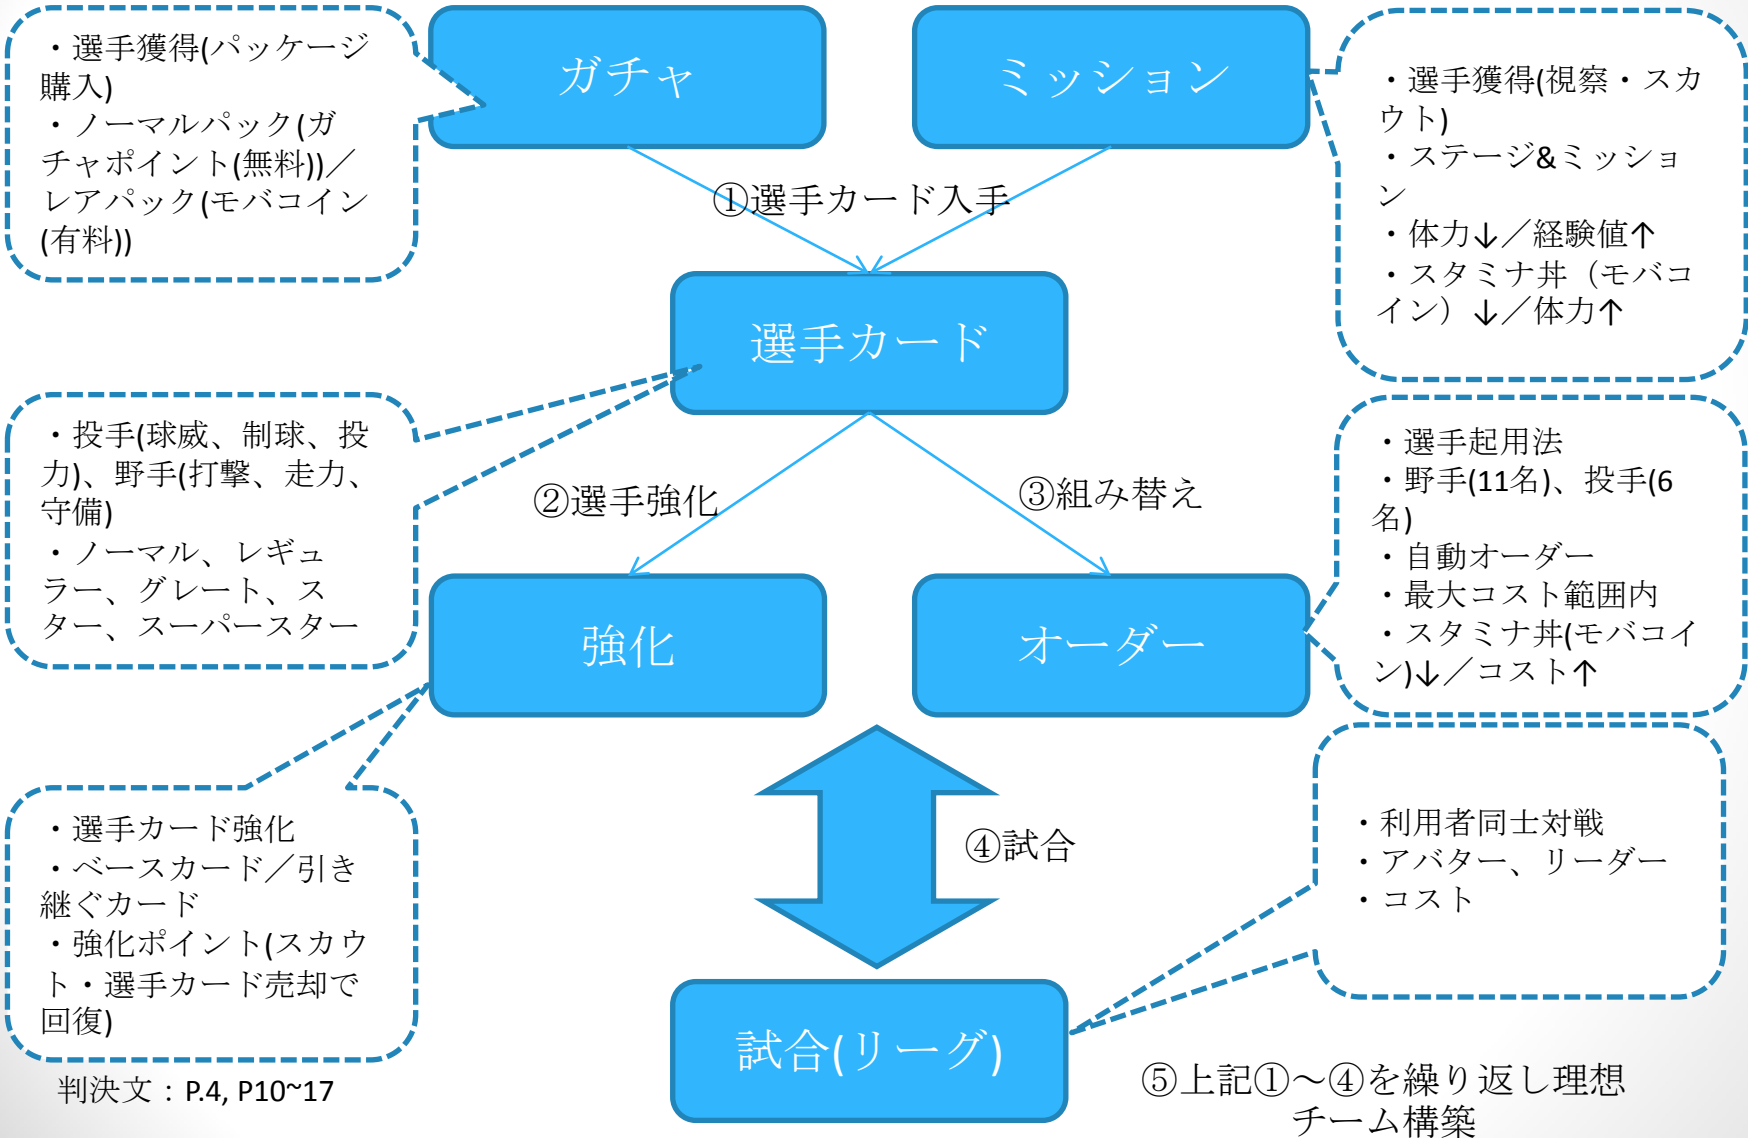 ・選手獲得(パッケージ
購入)
・ノーマルパック(ガ
チャポイント(無料))／
レアパック(モバコイン
(有料))
ガチャ
ミッション
・選手獲得(視察・スカ
ウト)
・ステージ&ミッショ
ン
・体力↓／経験値↑
・スタミナ丼（モバコ
イン）↓／体力↑
①選手カード入手
選手カード
・投手(球威、制球、投
力)、野手(打撃、走力、
守備)
・ノーマル、レギュ
ラー、グレート、ス
ター、スーパースター
②選手強化
③組み替え
・選手起用法
・野手(11名)、投手(6
名)
・自動オーダー
・最大コスト範囲内
・スタミナ丼(モバコイ
ン)↓／コスト↑
強化
オーダー
・選手カード強化
・ベースカード／引き
継ぐカード
・強化ポイント(スカウ
ト・選手カード売却で
回復)
④試合
・利用者同士対戦
・アバター、リーダー
・コスト
試合(リーグ)
判決文：P.4, P10~17
⑤上記①～④を繰り返し理想
チーム構築